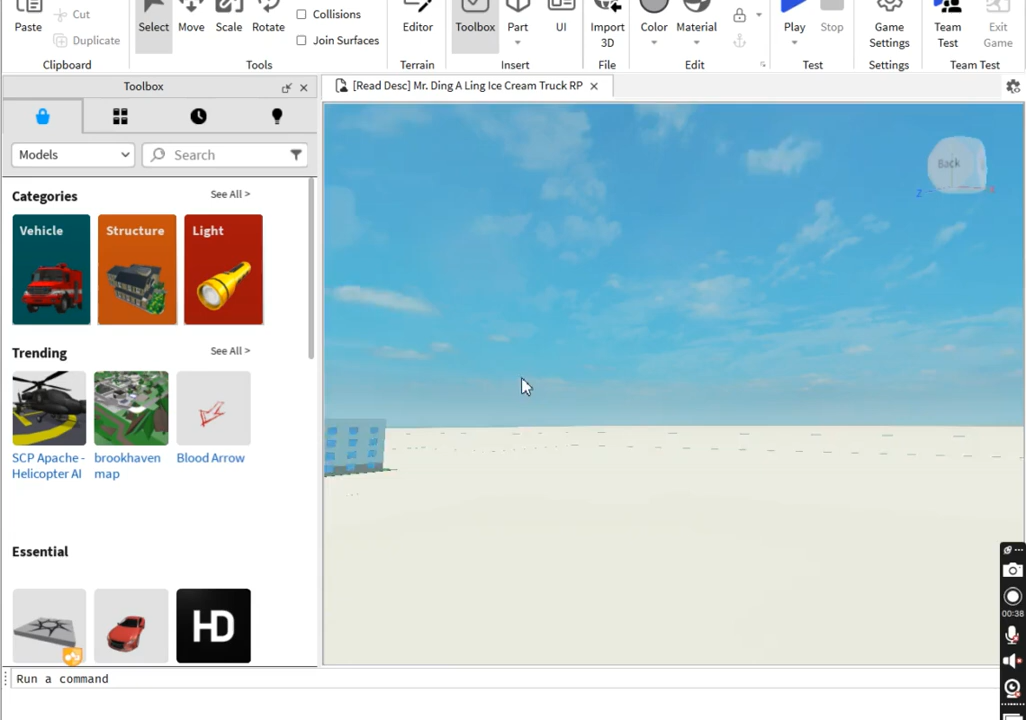 Paste
Cut
Duplicate
Clipboard
Select
Move
Scale
Rotate
Collisions
Join Surfaces
Tools
Editor
Terrain
Toolbox
Part
UI
Insert
Import
3D
File
Color
Material
Edit
Play
Stop
Test
Game
Settings
Settings
Team
Test
Exit
Game
Team Test
Toolbox
[Read Desc] Mr. Ding A Ling Ice Cream Truck RP
Models
Search
Categories
See All >
Vehicle
Structure
Light
Trending
See All >
SCP Apache -
Helicopter AI
brookhaven
map
Blood Arrow
Essential
HD
Back
Z
00:38
Run a command